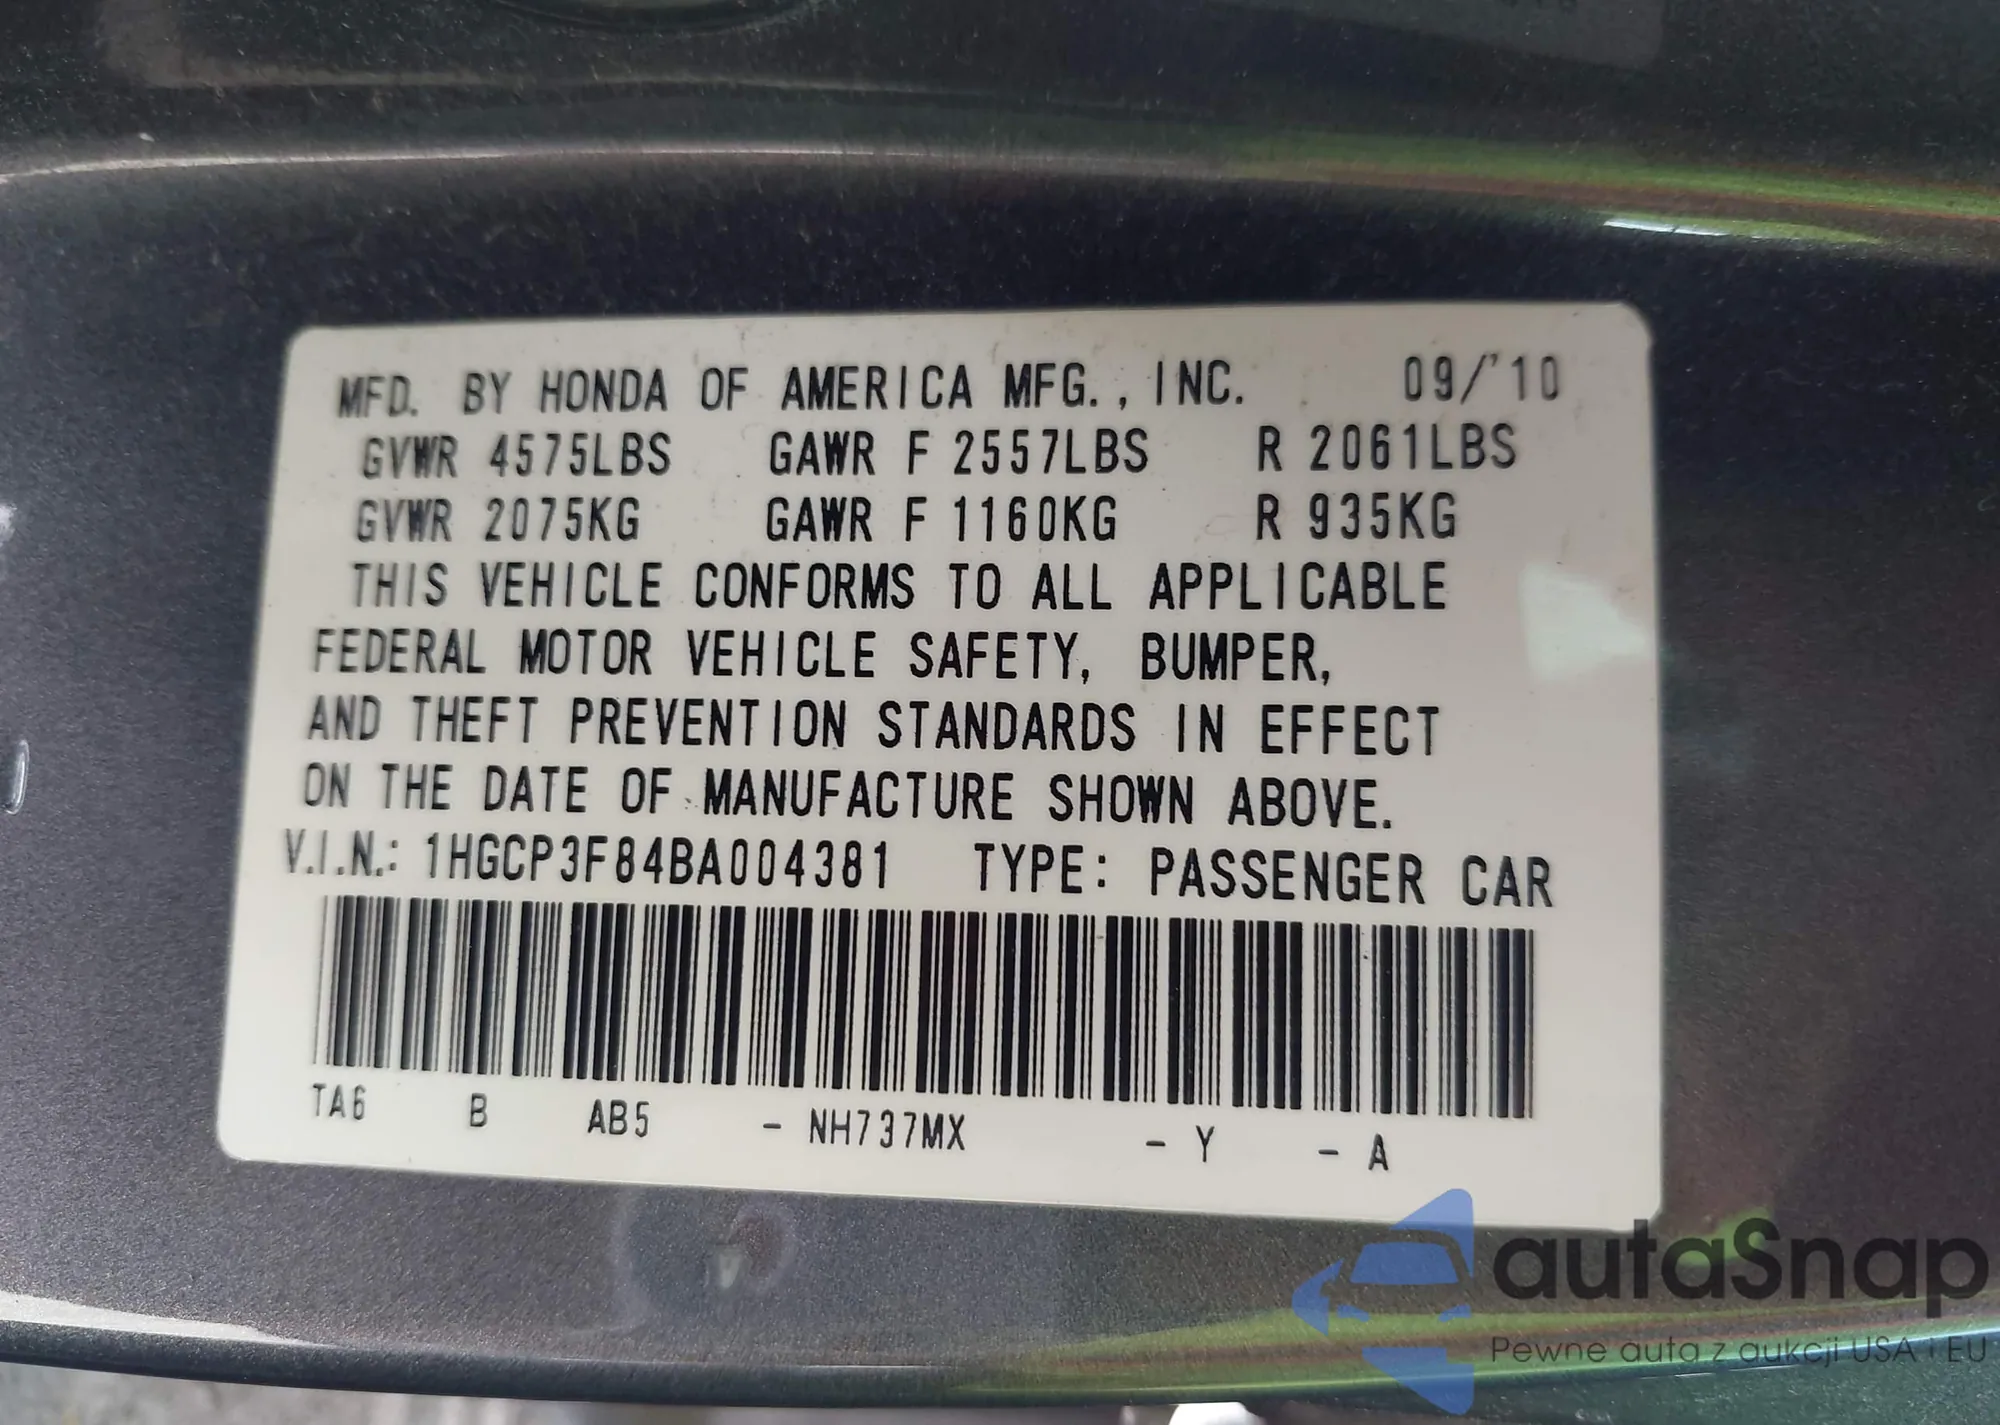 MFD. BY HONDA OF AMERICA MFG., INC. 09/'10
GVWR 4575LBS GAWR F 2557LBS R 2061LBS
GVWR 2075KG GAWR F 1160KG R 935KG
THIS VEHICLE CONFORMS TO ALL APPLICABLE
FEDERAL MOTOR VEHICLE SAFETY, BUMPER,
AND THEFT PREVENTION STANDARDS IN EFFECT
ON THE DATE OF MANUFACTURE SHOWN ABOVE.
V.I.N.: 1HGCP3F84BA004381 TYPE: PASSENGER CAR
TA6 B AB5 - NH737MX - Y - A
autaSnap
Pewne auta z aukcji USA i EU